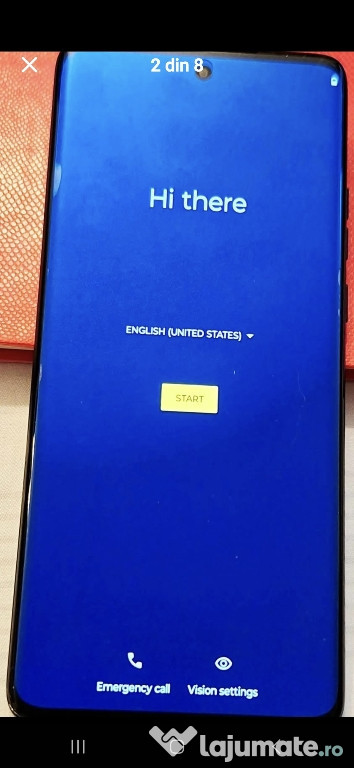 2 din 8
Hi there
ENGLISH (UNITED STATES)
START
Emergency call
Vision settings
lajumate.ro